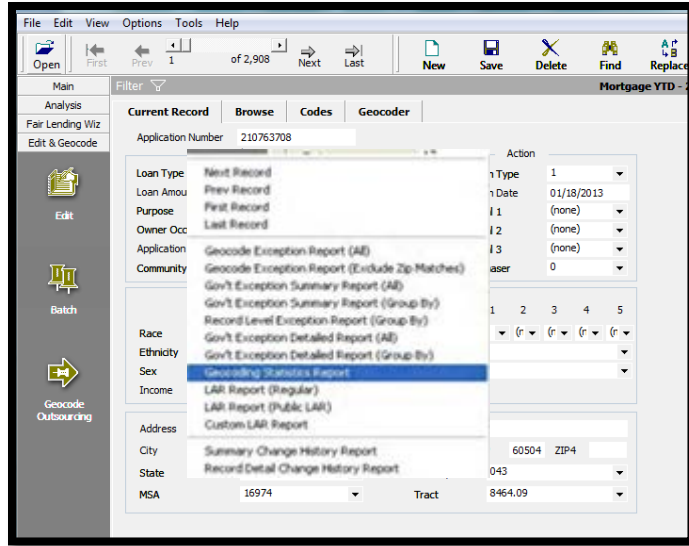 File Edit View Options Tools Help
Open First Prev 1 of 2,908 Next Last New Save Delete Find Replace
Main
Filter Mortgage YTD -
Analysis
Fair Lending Wiz
Edit & Geocode
Current Record Browse Codes Geocoder
Application Number 210763708
Edit
Batch
Geocode
Outsourcing
Action
Loan Type
Type 1
Loan Amou
Date 01/18/2013
Purpose
l 1 (none)
Owner Occ
l 2 (none)
Application
l 3 (none)
Community
aser 0
Next Record
Prev Record
First Record
Last Record
Geocode Exception Report (All)
Geocode Exception Report (Exclude Zip Matches)
Gov't Exception Summary Report (All)
Gov't Exception Summary Report (Group By)
Record Level Exception Report (Group By)
Gov't Exception Detailed Report (All)
Gov't Exception Detailed Report (Group By)
Geocoding Statistics Report
LAR Report (Regular)
LAR Report (Public LAR)
Custom LAR Report
Summary Change History Report
Record Detail Change History Report
1 2 3 4 5
Race (r (r (r (r
Ethnicity
Sex
Income
Address
City 60504 ZIP4
State 043
MSA 16974 Tract 8464.09